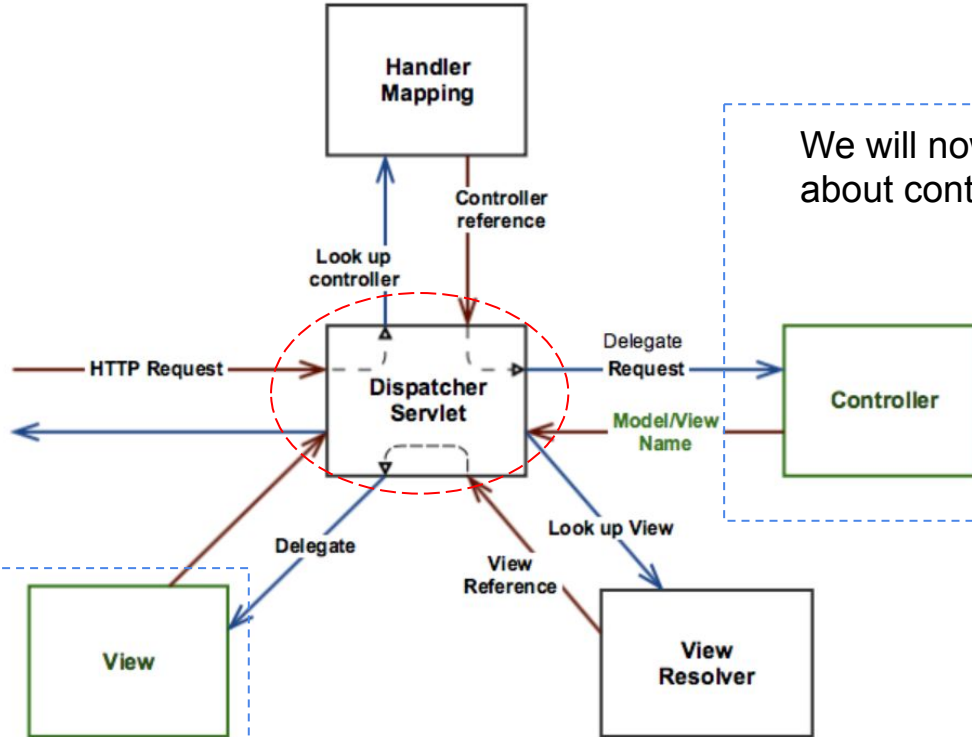 Handler
Mapping
We will now
about cont
Controller
reference
Look up
controller
HTTP Request
Dispatcher
Servlet
Delegate
Request
Controller
Model/View
Name
Delegate
Look up View
View
Reference
View
View
Resolver